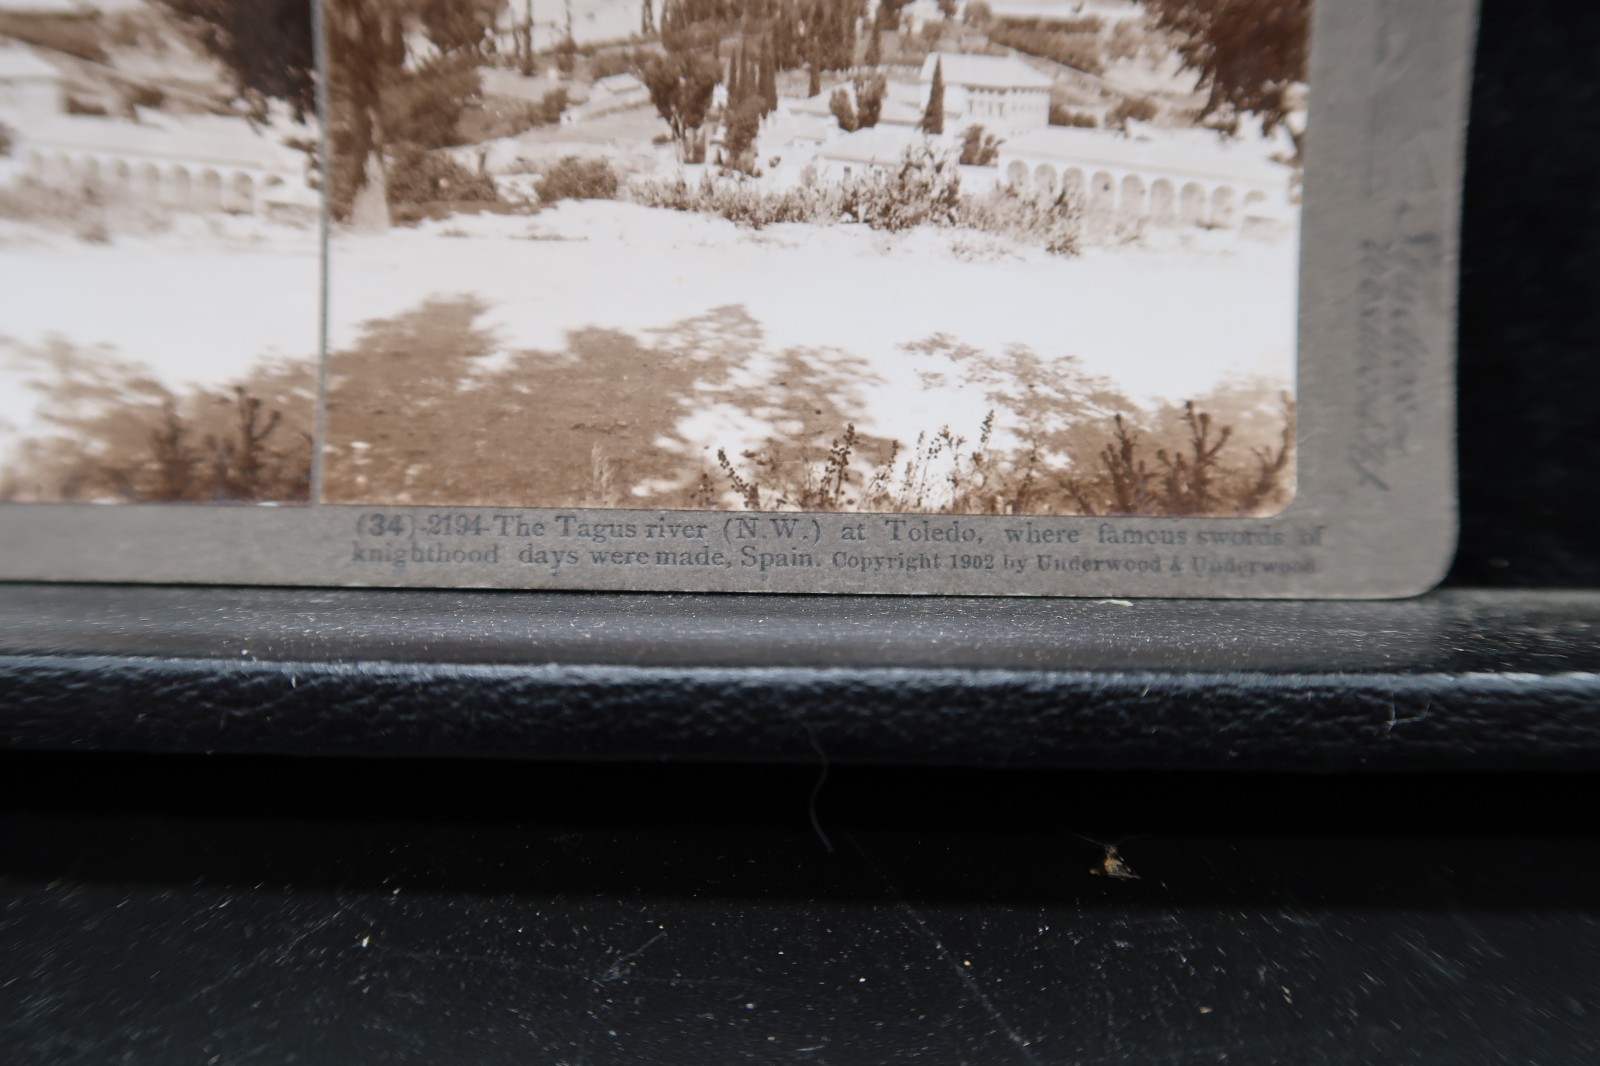 (34)-2194-The Tagus river (N.W.) at Toledo, where famous swords of
knighthood days were made, Spain. Copyright 1902 by Underwood & Underwood